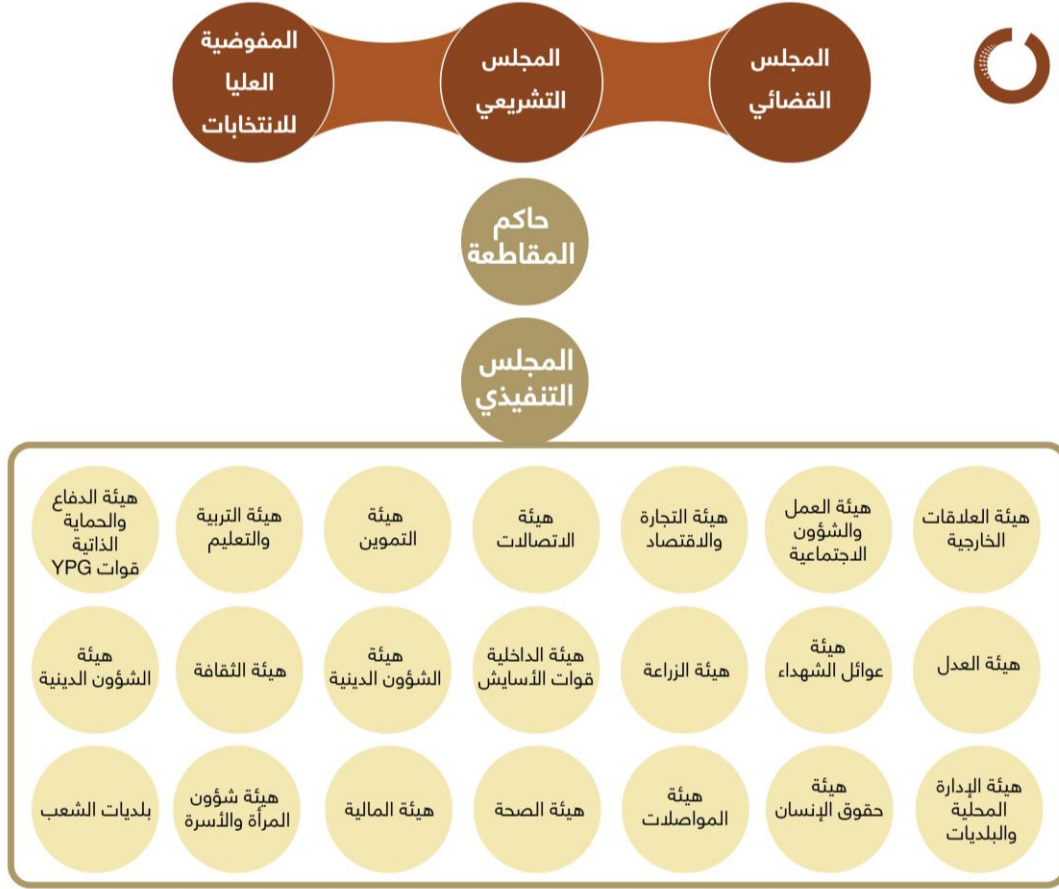 المجلس
القضائي
المجلس
التشريعي
المفوضية
العليا
للانتخابات
حاكم
المقاطعة
المجلس
التنفيذي
هيئة العلاقات
الخارجية
هيئة العمل
والشؤون
الاجتماعية
هيئة التجارة
والاقتصاد
هيئة
الاتصالات
هيئة
التموين
هيئة التربية
والتعليم
هيئة الدفاع
والحماية
الذاتية
قوات YPG
هيئة العدل
هيئة
عوائل الشهداء
هيئة الزراعة
هيئة الداخلية
قوات الأسايش
هيئة
الشؤون الدينية
هيئة الثقافة
هيئة
الشؤون الدينية
هيئة الإدارة
المحلية
والبلديات
هيئة
حقوق الإنسان
هيئة
المواصلات
هيئة الصحة
هيئة المالية
هيئة شؤون
المرأة والأسرة
بلديات الشعب